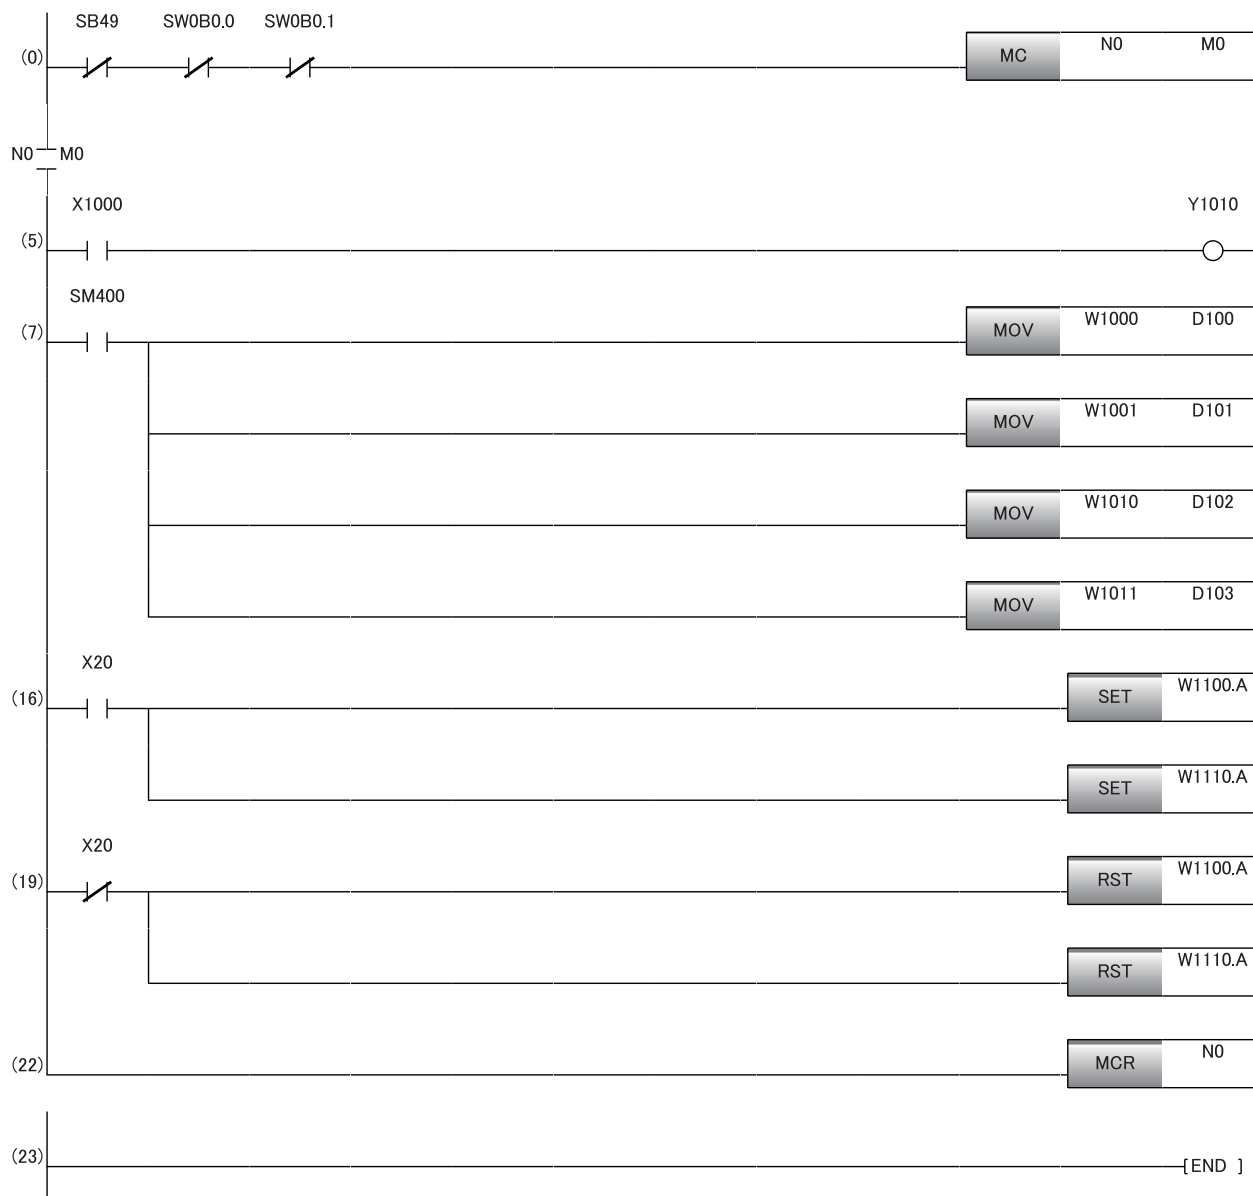 SB49 SW0B0.0 SW0B0.1
(0) MC N0 M0
N0 M0
X1000 Y1010
(5)
SM400
(7) MOV W1000 D100
MOV W1001 D101
MOV W1010 D102
MOV W1011 D103
X20
(16) SET W1100.A
SET W1110.A
X20
(19) RST W1100.A
RST W1110.A
(22) MCR N0
(23) [END ]